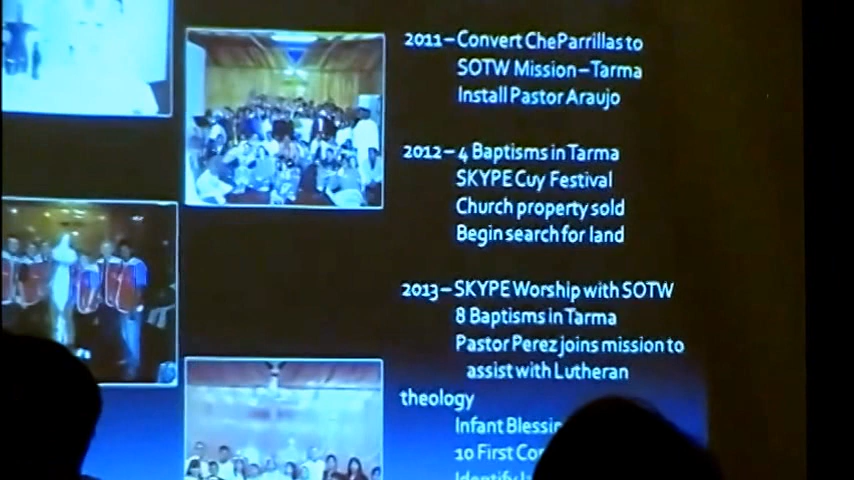 2011 – Convert CheParrillas to
SOTW Mission – Tarma
Install Pastor Araujo
2012 – 4 Baptisms in Tarma
SKYPE Cuy Festival
Church property sold
Begin search for land
2013 – SKYPE Worship with SOTW
8 Baptisms in Tarma
Pastor Perez joins mission to
assist with Lutheran
theology
Infant
10 First
Identify